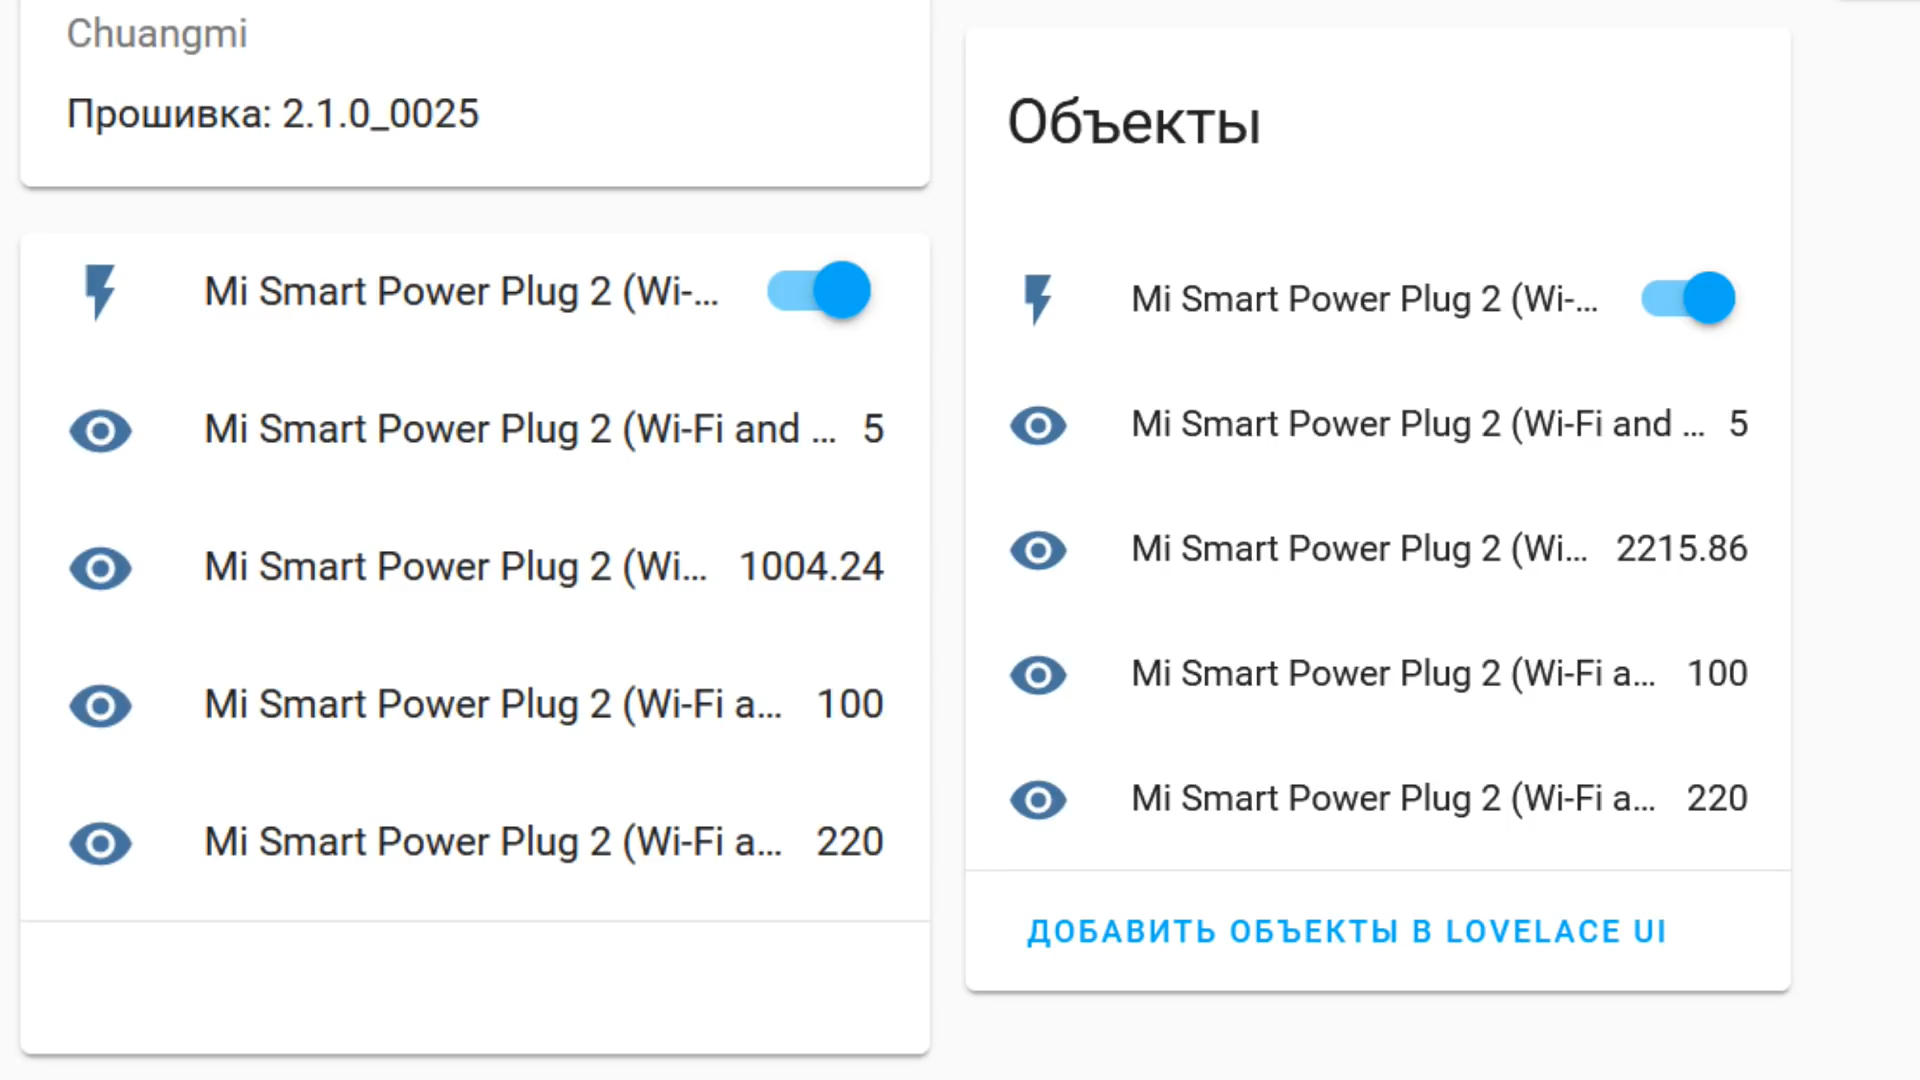 Chuangmi
Прошивка: 2.1.0_0025
Mi Smart Power Plug 2 (Wi-...
Mi Smart Power Plug 2 (Wi-Fi and ... 5
Mi Smart Power Plug 2 (Wi... 1004.24
Mi Smart Power Plug 2 (Wi-Fi a... 100
Mi Smart Power Plug 2 (Wi-Fi a... 220
Объекты
Mi Smart Power Plug 2 (Wi-...
Mi Smart Power Plug 2 (Wi-Fi and ... 5
Mi Smart Power Plug 2 (Wi... 2215.86
Mi Smart Power Plug 2 (Wi-Fi a... 100
Mi Smart Power Plug 2 (Wi-Fi a... 220
ДОБАВИТЬ ОБЪЕКТЫ В LOVELACE UI